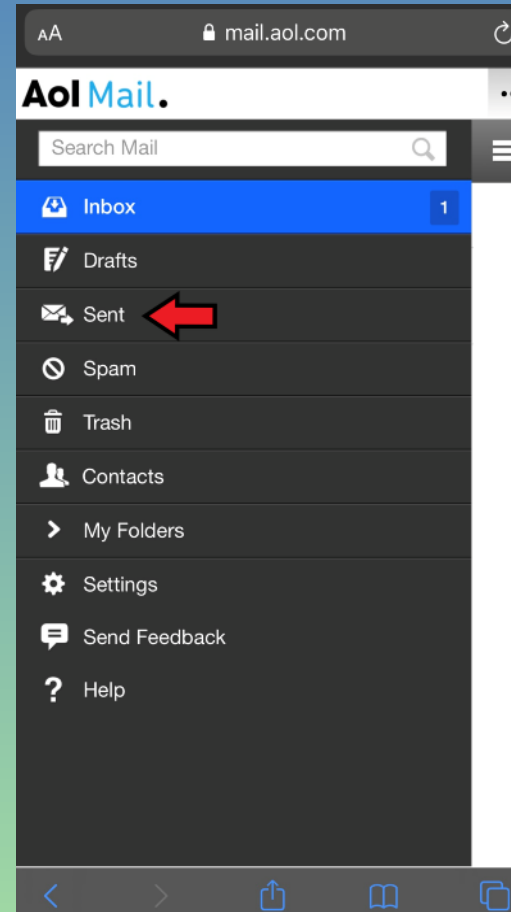 AA mail.aol.com
Aol Mail.
Search Mail
Inbox 1
Drafts
Sent
Spam
Trash
Contacts
My Folders
Settings
Send Feedback
? Help